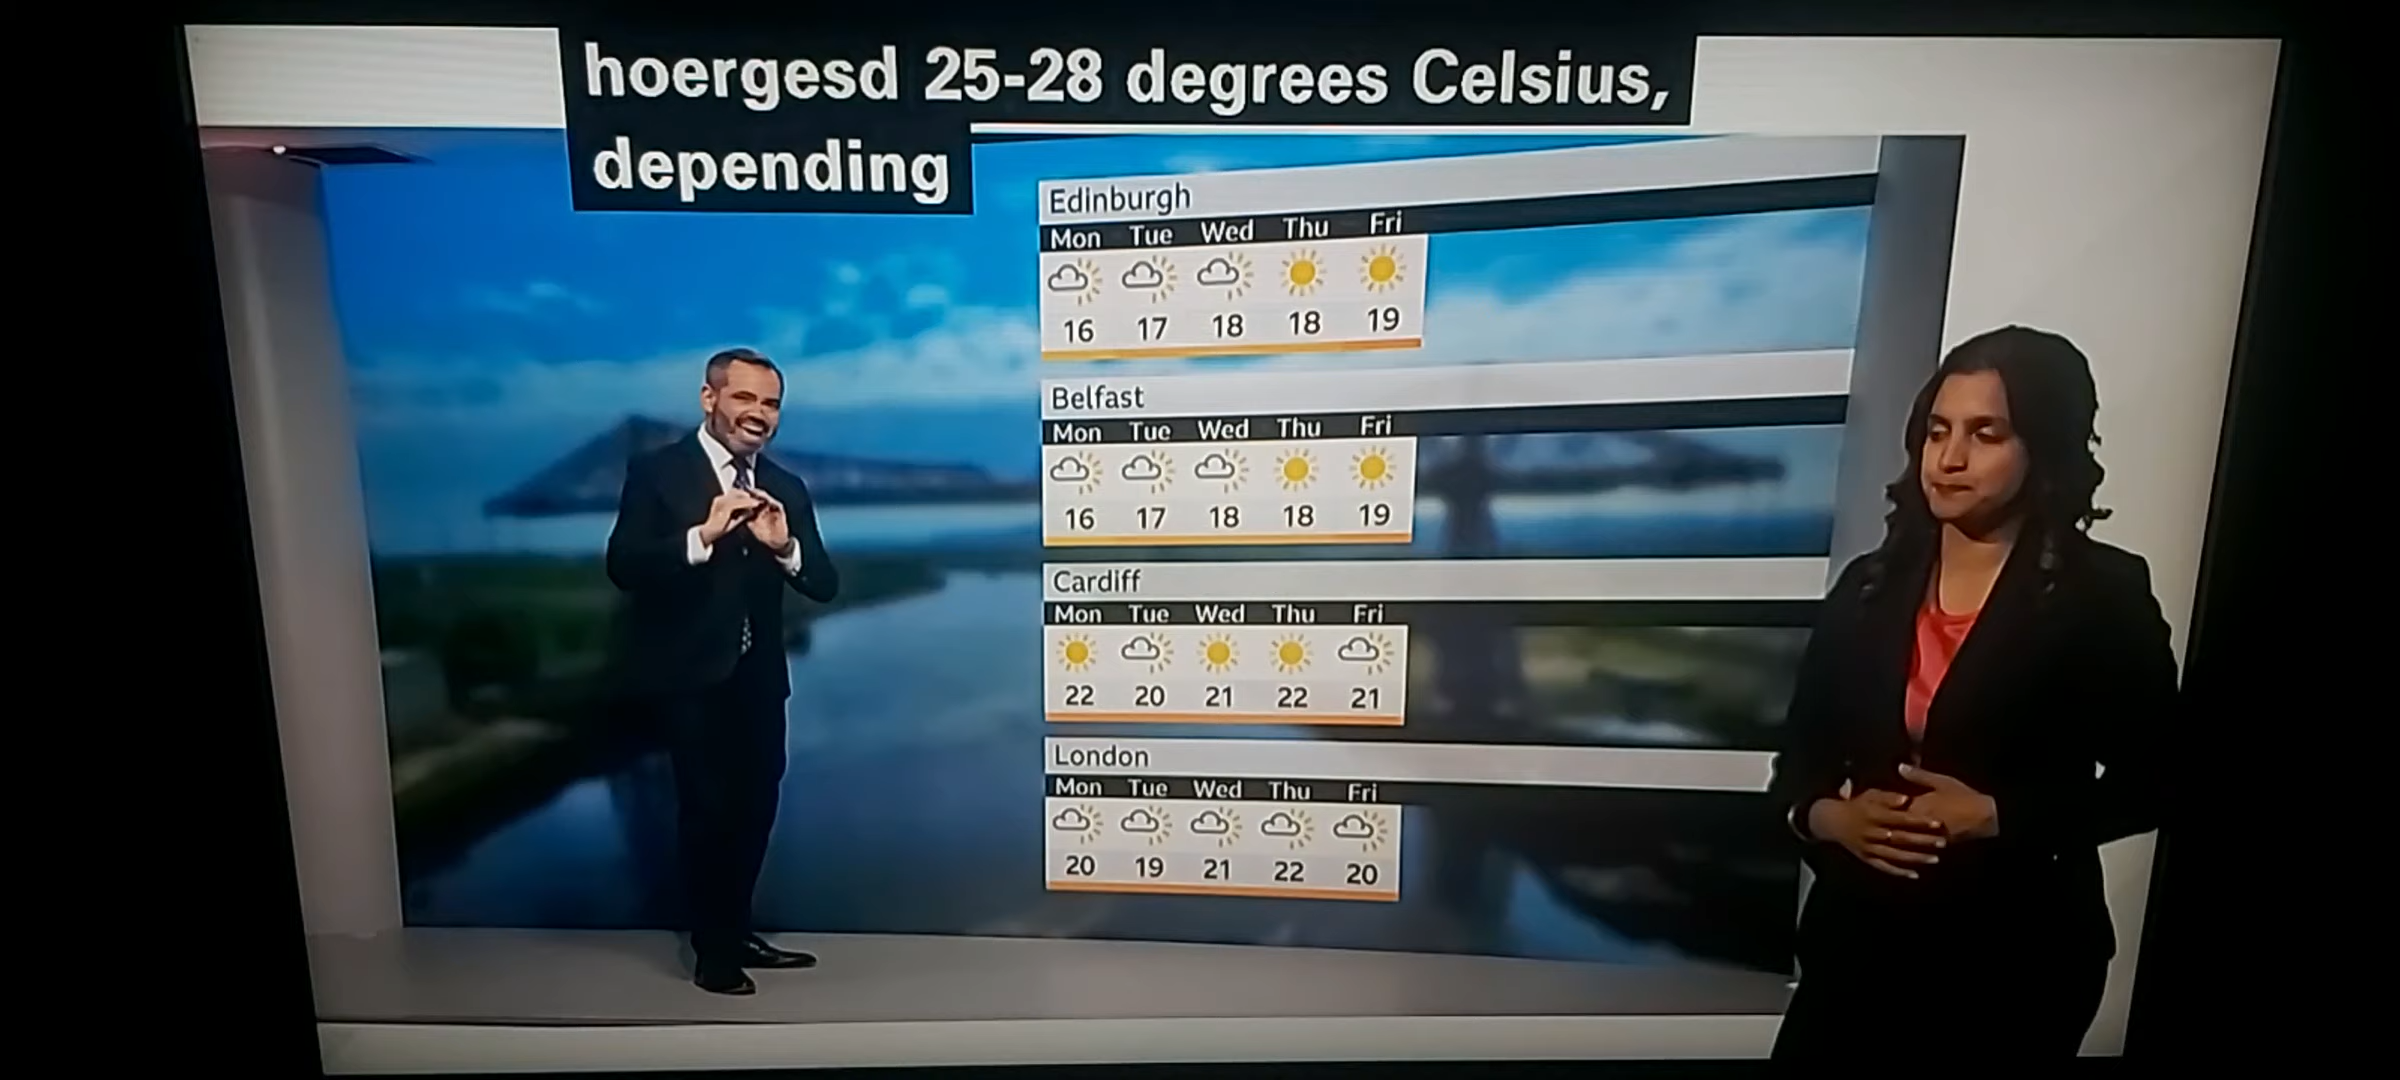 hoergesd 25-28 degrees Celsius,
depending
Edinburgh
Mon Tue Wed Thu Fri
16 17 18 18 19
Belfast
Mon Tue Wed Thu Fri
16 17 18 18 19
Cardiff
Mon Tue Wed Thu Fri
22 20 21 22 21
London
Mon Tue Wed Thu Fri
20 19 21 22 20